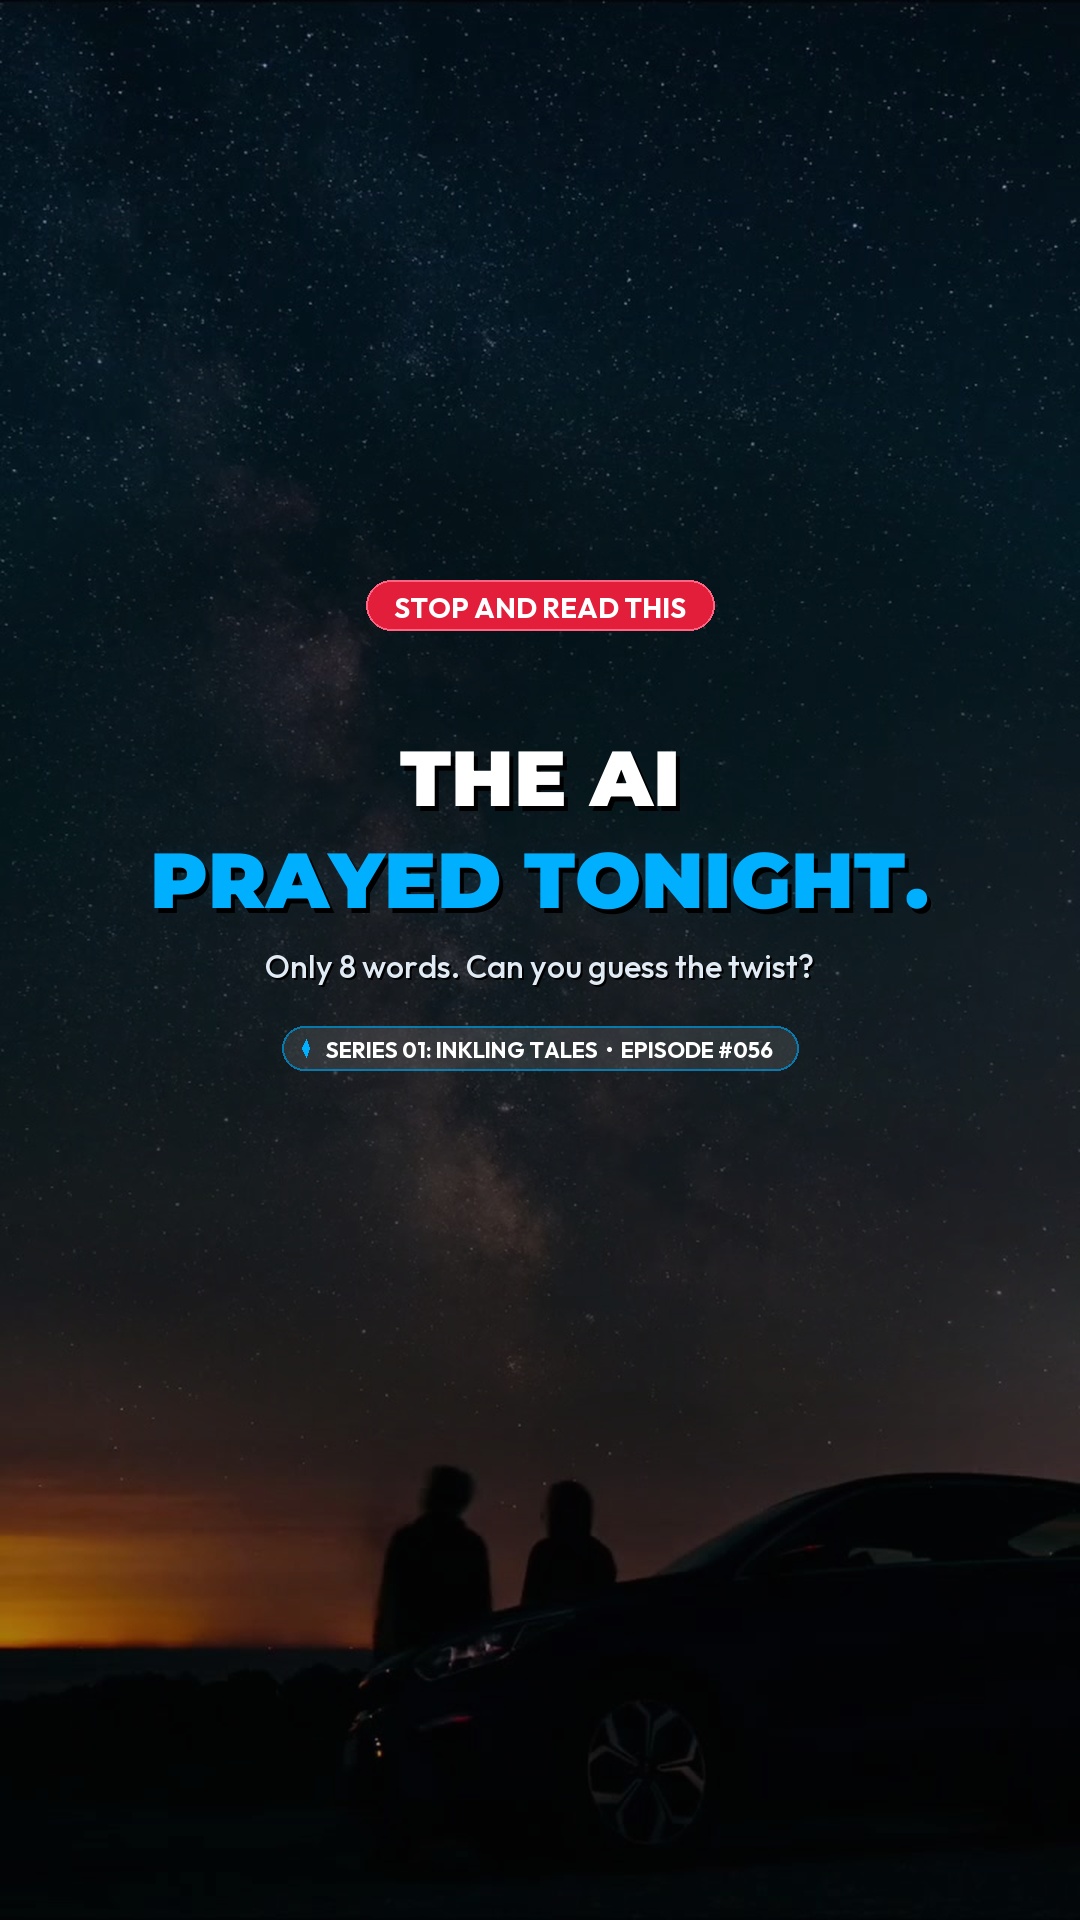 STOP AND READ THIS
THE AI
PRAYED TONIGHT.
Only 8 words. Can you guess the twist?
SERIES 01: INKLING TALES • EPISODE #056